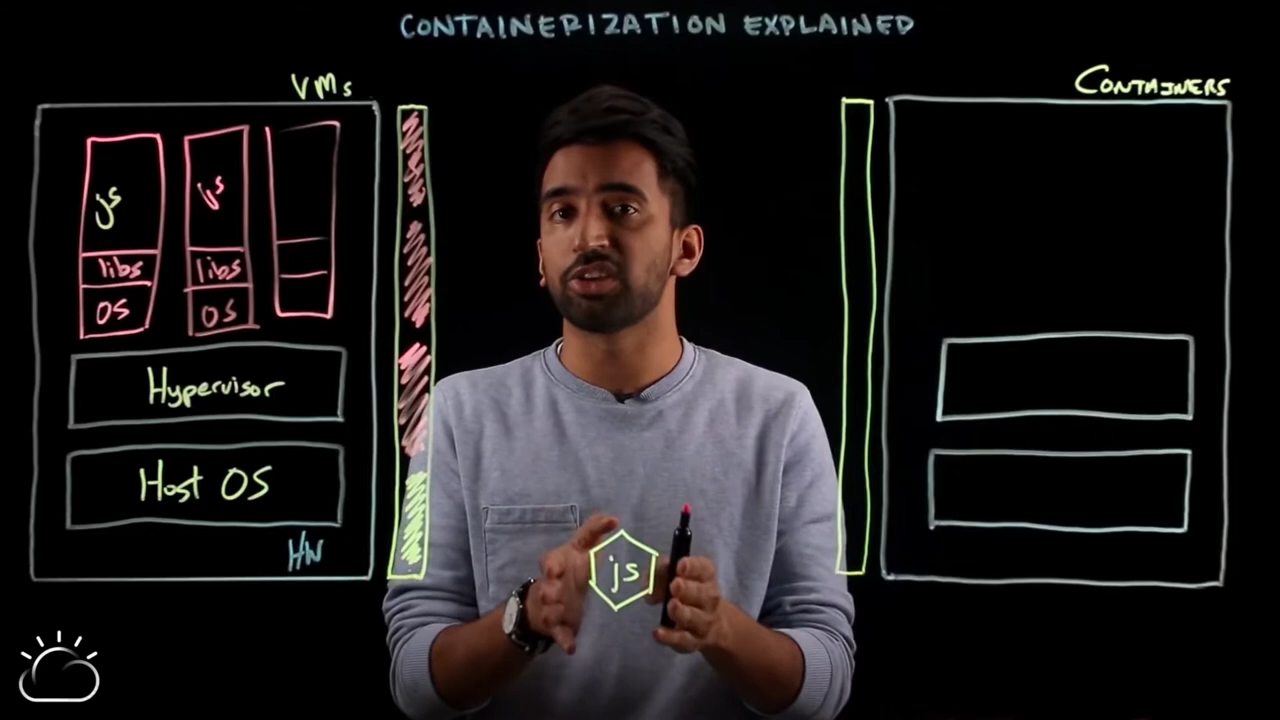 CONTAINERIZATION EXPLAINED
VMs
js
js
libs
libs
OS
OS
Hypervisor
Host OS
HW
js
CONTAINERS